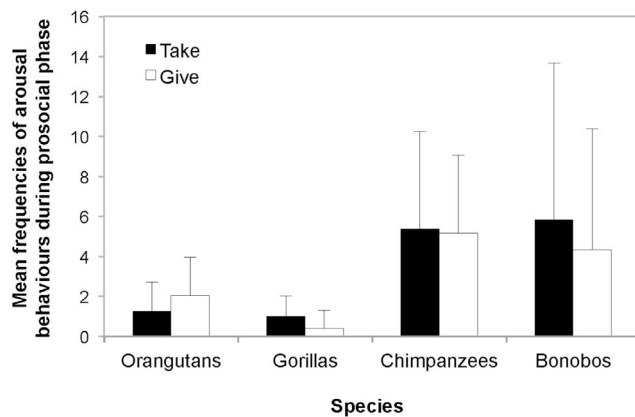 Mean frequencies of arousal
behaviours during prosocial phase
16
14
12
10
8
6
4
2
0
Take
Give
Orangutans Gorillas Chimpanzees Bonobos
Species